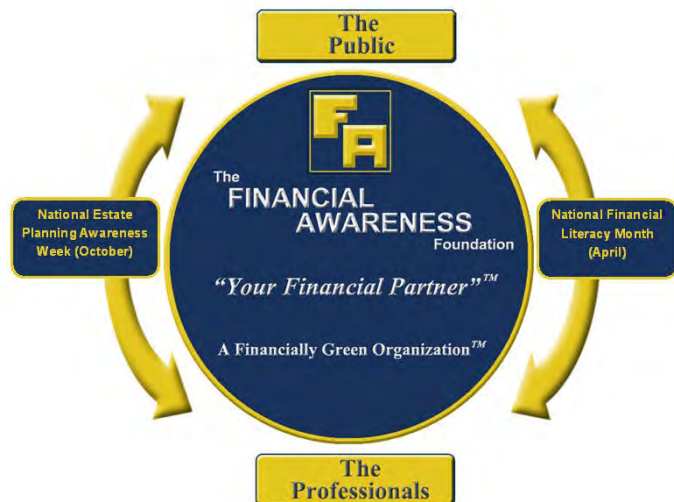 The
Public
FA
The
FINANCIAL
AWARENESS
Foundation
National Estate
Planning Awareness
Week (October)
National Financial
Literacy Month
(April)
“Your Financial Partner”™
A Financially Green Organization™
The
Professionals